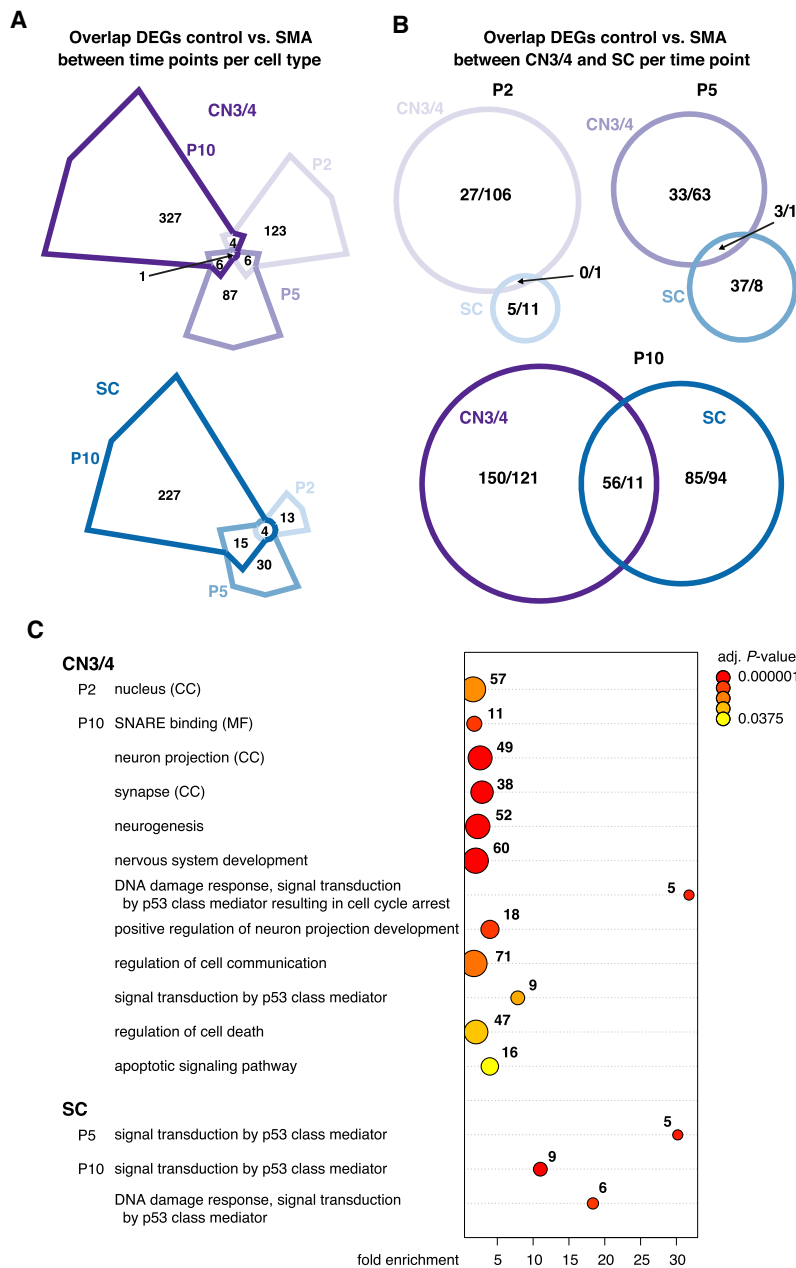 A
Overlap DEGs control vs. SMA
between time points per cell type
CN3/4
P10
P2
327
123
4
6
6
1
87
P5
SC
P10
P2
227
13
4
15
30
P5
B
Overlap DEGs control vs. SMA
between CN3/4 and SC per time point
P2
P5
CN3/4
CN3/4
27/106
33/63
3/1
0/1
SC
5/11
SC
37/8
P10
CN3/4
SC
150/121
56/11
85/94
C
CN3/4
P2 nucleus (CC) 57
P10 SNARE binding (MF) 11
neuron projection (CC) 49
synapse (CC) 38
neurogenesis 52
nervous system development 60
DNA damage response, signal transduction
by p53 class mediator resulting in cell cycle arrest 5
positive regulation of neuron projection development 18
regulation of cell communication 71
signal transduction by p53 class mediator 9
regulation of cell death 47
apoptotic signaling pathway 16
SC
P5 signal transduction by p53 class mediator 5
P10 signal transduction by p53 class mediator 9
DNA damage response, signal transduction 6
by p53 class mediator
fold enrichment 5 10 15 20 25 30
adj. P-value
0.000001
0.0375